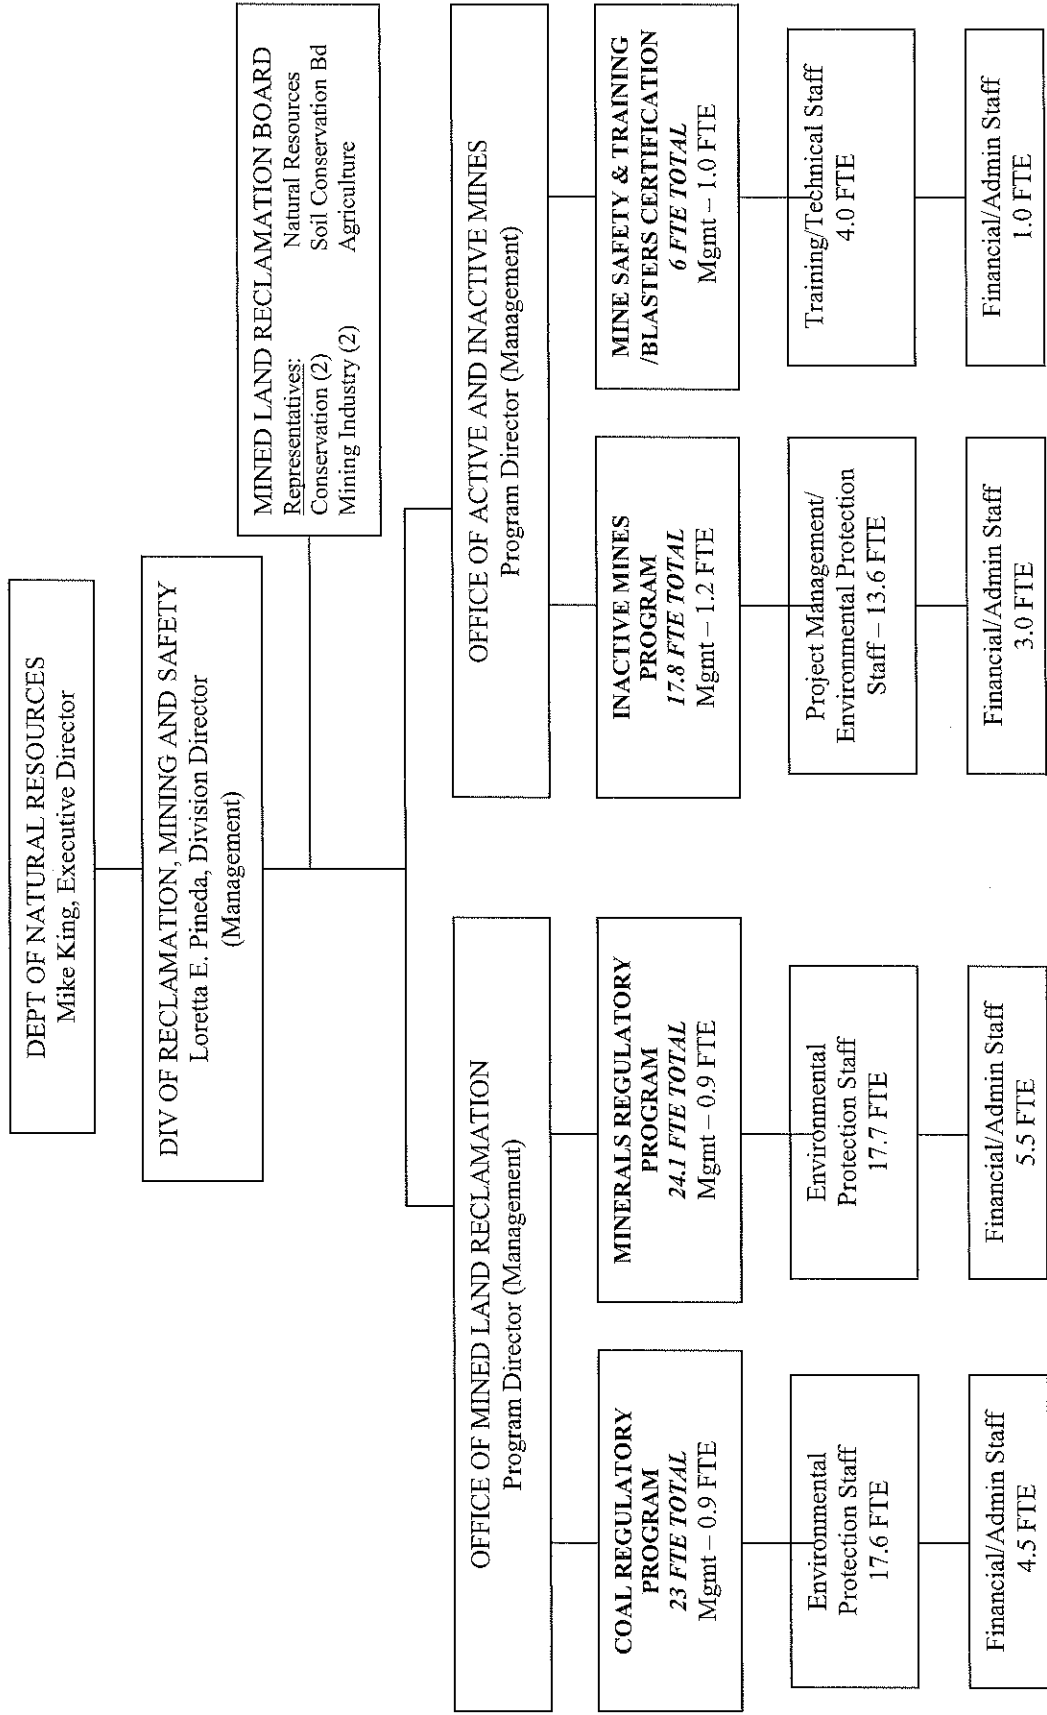 DEPT OF NATURAL RESOURCES
Mike King, Executive Director
DIV OF RECLAMATION, MINING AND SAFETY
Loretta E. Pineda, Division Director
(Management)
MINED LAND RECLAMATION BOARD
Representatives:
Natural Resources
Conservation (2)
Soil Conservation Bd
Mining Industry (2)
Agriculture
OFFICE OF MINED LAND RECLAMATION
Program Director (Management)
OFFICE OF ACTIVE AND INACTIVE MINES
Program Director (Management)
COAL REGULATORY
PROGRAM
23 FTE TOTAL
Mgmt – 0.9 FTE
MINERALS REGULATORY
PROGRAM
24.1 FTE TOTAL
Mgmt – 0.9 FTE
INACTIVE MINES
PROGRAM
17.8 FTE TOTAL
Mgmt – 1.2 FTE
MINE SAFETY & TRAINING
/BLASTERS CERTIFICATION
6 FTE TOTAL
Mgmt – 1.0 FTE
Environmental
Protection Staff
17.6 FTE
Environmental
Protection Staff
17.7 FTE
Project Management/
Environmental Protection
Staff – 13.6 FTE
Training/Technical Staff
4.0 FTE
Financial/Admin Staff
4.5 FTE
Financial/Admin Staff
5.5 FTE
Financial/Admin Staff
3.0 FTE
Financial/Admin Staff
1.0 FTE